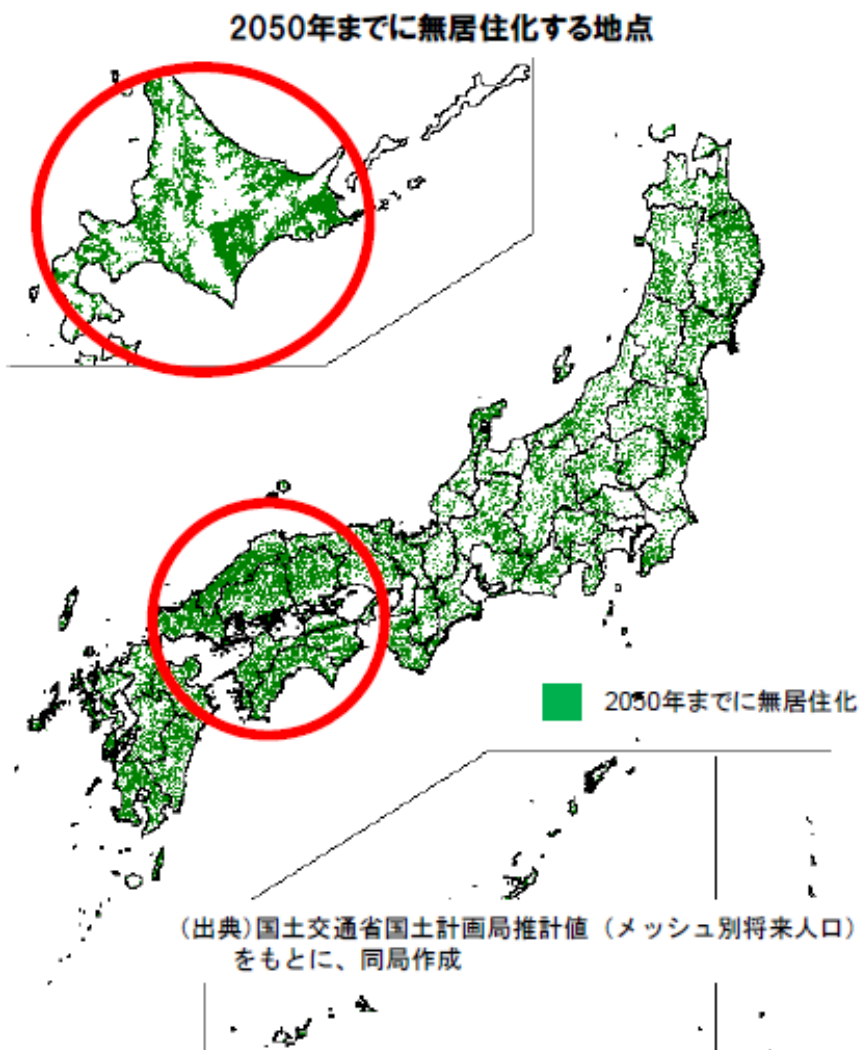 2050年までに無居住化する地点
2050年までに無居住化
（出典）国土交通省国土計画局推計値（メッシュ別将来人口）
をもとに、同局作成